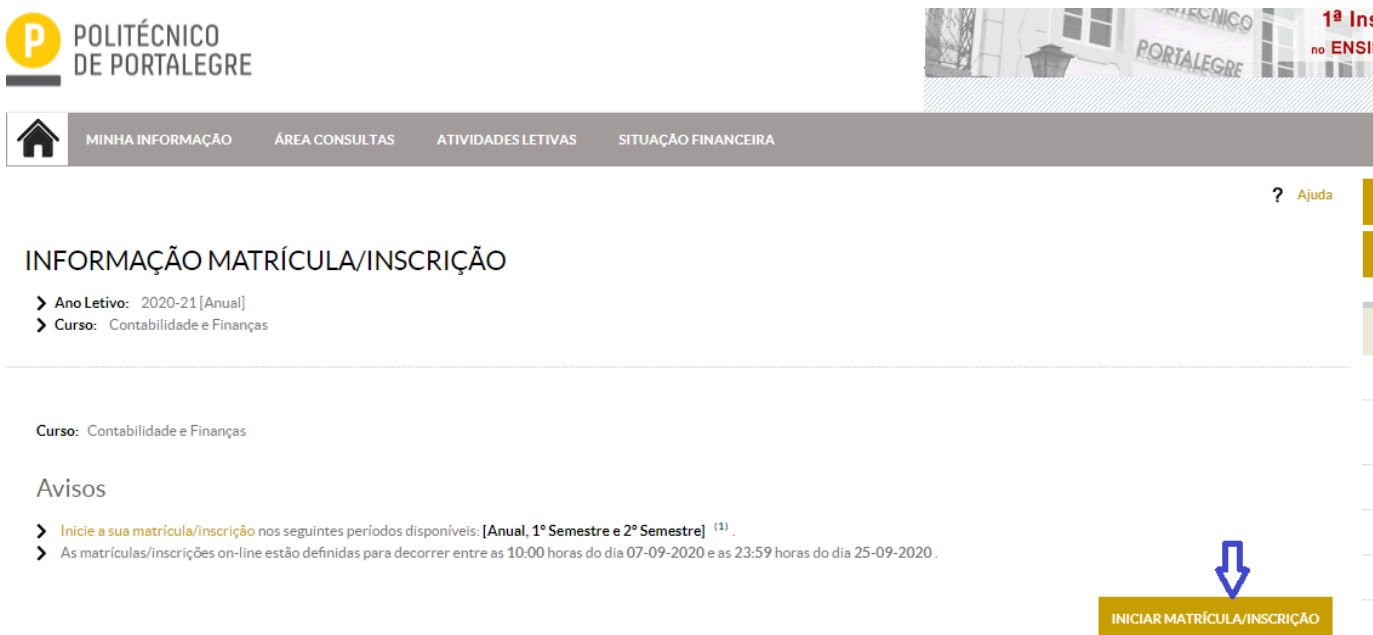 P
POLITÉCNICO
DE PORTALEGRE
PORTALEGRE
1ª
no
MINHA INFORMAÇÃO ÁREA CONSULTAS ATIVIDADES LETIVAS SITUAÇÃO FINANCEIRA
? Ajuda
INFORMAÇÃO MATRÍCULA/INSCRIÇÃO
Ano Letivo: 2020-21 [Anual]
Curso: Contabilidade e Finanças
Curso: Contabilidade e Finanças
Avisos
Inicie a sua matrícula/inscrição nos seguintes períodos disponíveis: [Anual, 1º Semestre e 2º Semestre] (1) .
As matrículas/inscrições on-line estão definidas para decorrer entre as 10:00 horas do dia 07-09-2020 e as 23:59 horas do dia 25-09-2020 .
INICIAR MATRÍCULA/INSCRIÇÃO